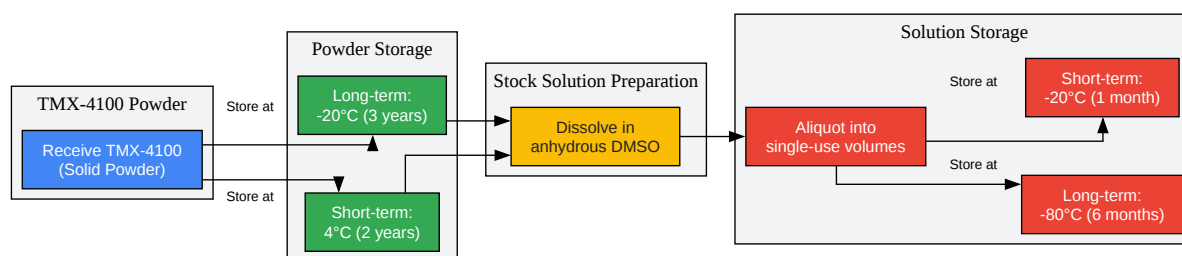 TMX-4100 Powder
Receive TMX-4100
(Solid Powder)
Store at
Store at
Powder Storage
Long-term:
-20°C (3 years)
Short-term:
4°C (2 years)
Stock Solution Preparation
Dissolve in
anhydrous DMSO
Solution Storage
Aliquot into
single-use volumes
Store at
Store at
Short-term:
-20°C (1 month)
Long-term:
-80°C (6 months)